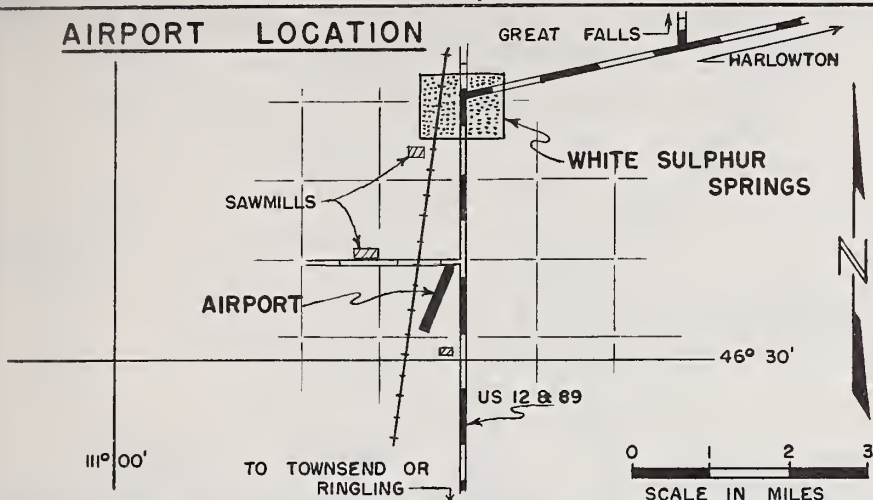 AIRPORT LOCATION
GREAT FALLS
HARLOWTON
WHITE SULPHUR
SPRINGS
SAWMILLS
AIRPORT
N
46° 30'
US 12 & 89
111° 00'
TO TOWNSEND OR
RINGLING
0 1 2 3
SCALE IN MILES